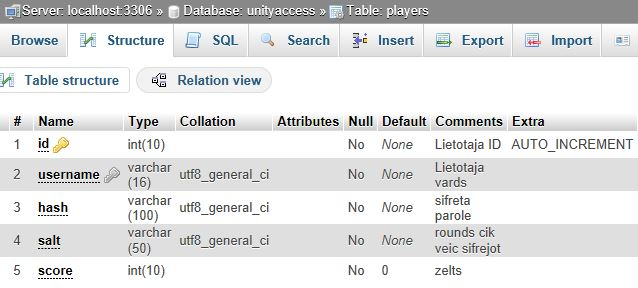 Server: localhost:3306 » Database: unityaccess » Table: players
Browse Structure SQL Search Insert Export Import
Table structure Relation view
# Name Type Collation Attributes Null Default Comments Extra
1 id int(10) No None Lietotaja ID AUTO_INCREMENT
2 username varchar (16) utf8_general_ci No None Lietotaja vards
3 hash varchar (100) utf8_general_ci No None sifreta parole
4 salt varchar (50) utf8_general_ci No None rounds cik veic sifrejot
5 score int(10) No 0 zelts